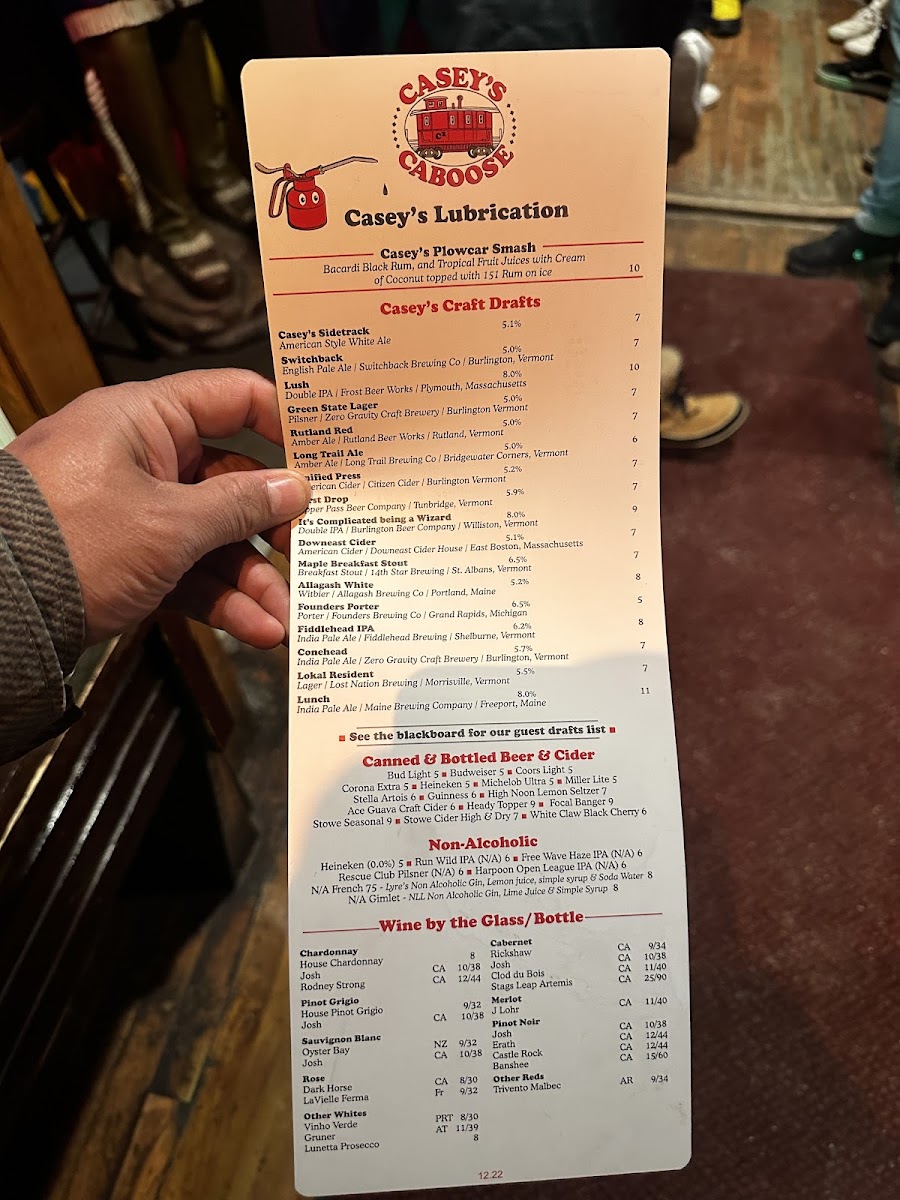 CASEY'S
C²
CABOOSE
Casey's Lubrication
Casey's Plowcar Smash
Bacardi Black Rum, and Tropical Fruit Juices with Cream
of Coconut topped with 151 Rum on ice 10
Casey's Craft Drafts
Casey's Sidetrack 5.1% 7
American Style White Ale
Switchback 5.0% 7
English Pale Ale / Switchback Brewing Co / Burlington, Vermont
Lush 8.0% 10
Double IPA / Frost Beer Works / Plymouth, Massachusetts
Green State Lager 5.0% 7
Pilsner / Zero Gravity Craft Brewery / Burlington Vermont
Rutland Red 5.0% 7
Amber Ale / Rutland Beer Works / Rutland, Vermont
Long Trail Ale 5.0% 6
Amber Ale / Long Trail Brewing Co / Bridgewater Corners, Vermont
nified Press 5.2% 7
erican Cider / Citizen Cider / Burlington Vermont
rst Drop 5.9% 7
pper Pass Beer Company / Tunbridge, Vermont
It's Complicated being a Wizard 8.0% 9
Double IPA / Burlington Beer Company / Williston, Vermont
Downeast Cider 5.1% 7
American Cider / Downeast Cider House / East Boston, Massachusetts
Maple Breakfast Stout 6.5% 7
Breakfast Stout / 14th Star Brewing / St. Albans, Vermont
Allagash White 5.2% 8
Witbier / Allagash Brewing Co / Portland, Maine
Founders Porter 6.5% 5
Porter / Founders Brewing Co / Grand Rapids, Michigan
Fiddlehead IPA 6.2% 8
India Pale Ale / Fiddlehead Brewing / Shelburne, Vermont
Conehead 5.7% 7
India Pale Ale / Zero Gravity Craft Brewery / Burlington, Vermont
Lokal Resident 5.5% 7
Lager / Lost Nation Brewing / Morrisville, Vermont
Lunch 8.0% 11
India Pale Ale / Maine Brewing Company / Freeport, Maine
■ See the blackboard for our guest drafts list ■
Canned & Bottled Beer & Cider
Bud Light 5 ■ Budweiser 5 ■ Coors Light 5
Corona Extra 5 ■ Heineken 5 ■ Michelob Ultra 5 ■ Miller Lite 5
Stella Artois 6 ■ Guinness 6 ■ High Noon Lemon Seltzer 7
Ace Guava Craft Cider 6 ■ Heady Topper 9 ■ Focal Banger 9
Stowe Seasonal 9 ■ Stowe Cider High & Dry 7 ■ White Claw Black Cherry 6
Non-Alcoholic
Heineken (0.0%) 5 ■ Run Wild IPA (N/A) 6 ■ Free Wave Haze IPA (N/A) 6
Rescue Club Pilsner (N/A) 6 ■ Harpoon Open League IPA (N/A) 6
N/A French 75 - Lyre's Non Alcoholic Gin, Lemon juice, simple syrup & Soda Water 8
N/A Gimlet - NLL Non Alcoholic Gin, Lime Juice & Simple Syrup 8
Wine by the Glass/Bottle
Chardonnay
House Chardonnay 8
Josh CA 10/38
Rodney Strong CA 12/44
Pinot Grigio
House Pinot Grigio 9/32
Josh CA 10/38
Sauvignon Blanc
Oyster Bay NZ 9/32
Josh CA 10/38
Rose
Dark Horse CA 8/30
LaVielle Ferma Fr 9/32
Other Whites
Vinho Verde PRT 8/30
Gruner AT 11/39
Lunetta Prosecco 8
Cabernet
Rickshaw CA 9/34
Josh CA 10/38
Clod du Bois CA 11/40
Stags Leap Artemis CA 25/90
Merlot
J Lohr CA 11/40
Pinot Noir
Josh CA 10/38
Erath CA 12/44
Castle Rock CA 12/44
Banshee CA 15/60
Other Reds
Trivento Malbec AR 9/34
12.22